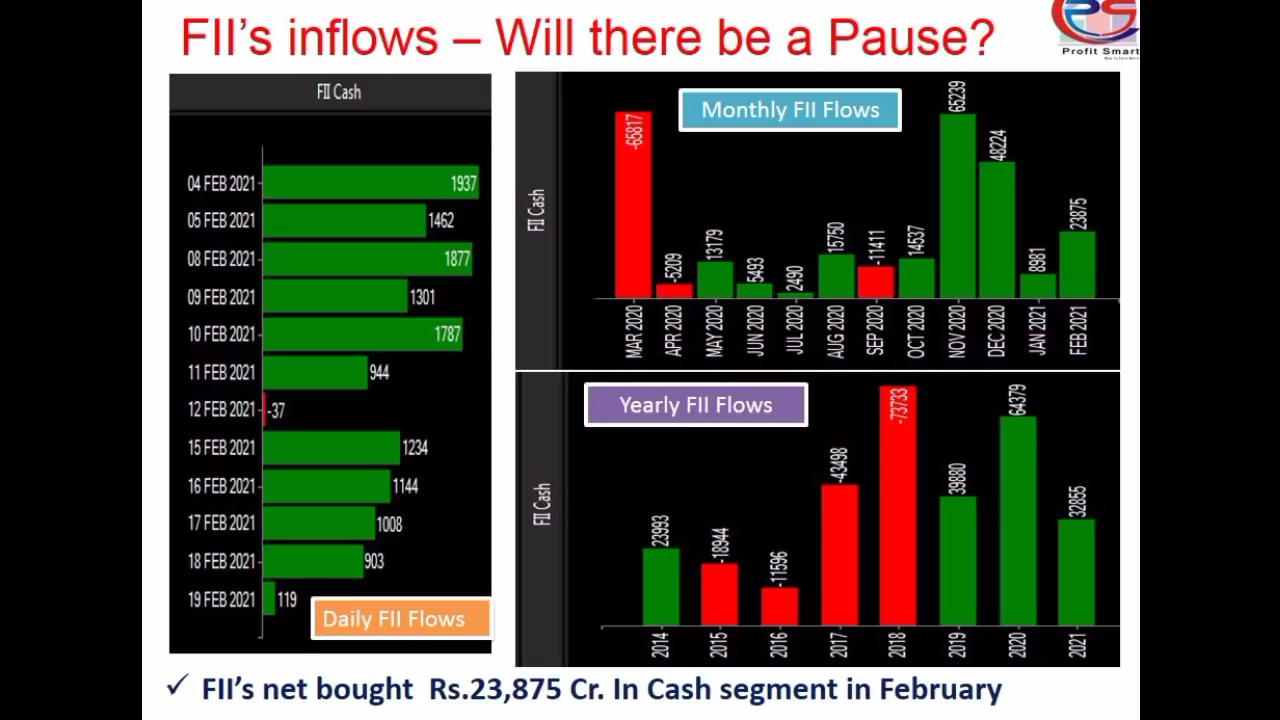 FII's inflows – Will there be a Pause?
Profit Smart
FII Cash
04 FEB 2021 1937
05 FEB 2021 1462
08 FEB 2021 1877
09 FEB 2021 1301
10 FEB 2021 1787
11 FEB 2021 944
12 FEB 2021 -37
15 FEB 2021 1234
16 FEB 2021 1144
17 FEB 2021 1008
18 FEB 2021 903
19 FEB 2021 119
Daily FII Flows
Monthly FII Flows
FII Cash
-65817 -5209 13179 5493 2490 15750 -11411 14537 65239 48224 8981 23875
MAR 2020 APR 2020 MAY 2020 JUN 2020 JUL 2020 AUG 2020 SEP 2020 OCT 2020 NOV 2020 DEC 2020 JAN 2021 FEB 2021
Yearly FII Flows
FII Cash
23993 -18944 -11596 -43498 -73733 39880 64379 32855
2014 2015 2016 2017 2018 2019 2020 2021
✓ FII's net bought Rs.23,875 Cr. In Cash segment in February